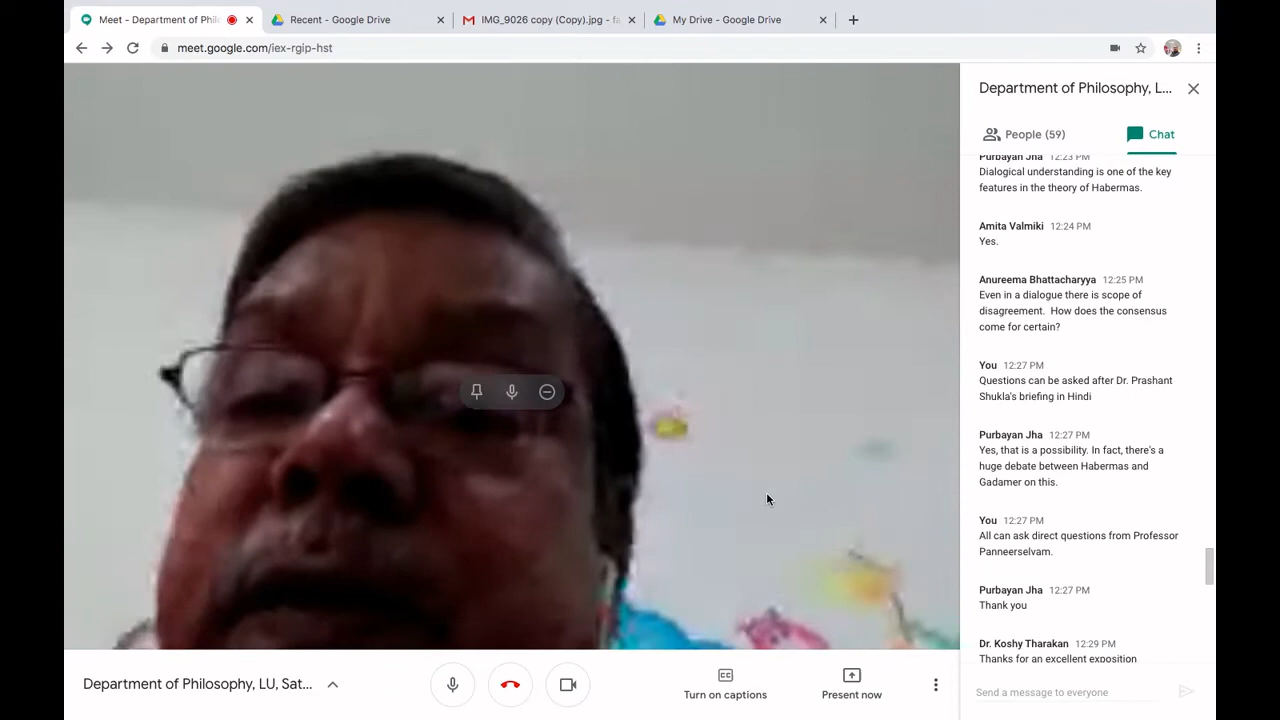 Meet - Department of Philo
Recent - Google Drive
IMG_9026 copy (Copy).jpg - fa
My Drive - Google Drive
meet.google.com/iex-rgip-hst
Department of Philosophy, L...
People (59)
Chat
Purbayan Jha 12:23 PM
Dialogical understanding is one of the key
features in the theory of Habermas.
Amita Valmiki 12:24 PM
Yes.
Anureema Bhattacharyya 12:25 PM
Even in a dialogue there is scope of
disagreement. How does the consensus
come for certain?
You 12:27 PM
Questions can be asked after Dr. Prashant
Shukla's briefing in Hindi
Purbayan Jha 12:27 PM
Yes, that is a possibility. In fact, there's a
huge debate between Habermas and
Gadamer on this.
You 12:27 PM
All can ask direct questions from Professor
Panneerselvam.
Purbayan Jha 12:27 PM
Thank you
Dr. Koshy Tharakan 12:29 PM
Thanks for an excellent exposition
Send a message to everyone
Department of Philosophy, LU, Sat...
Turn on captions
Present now